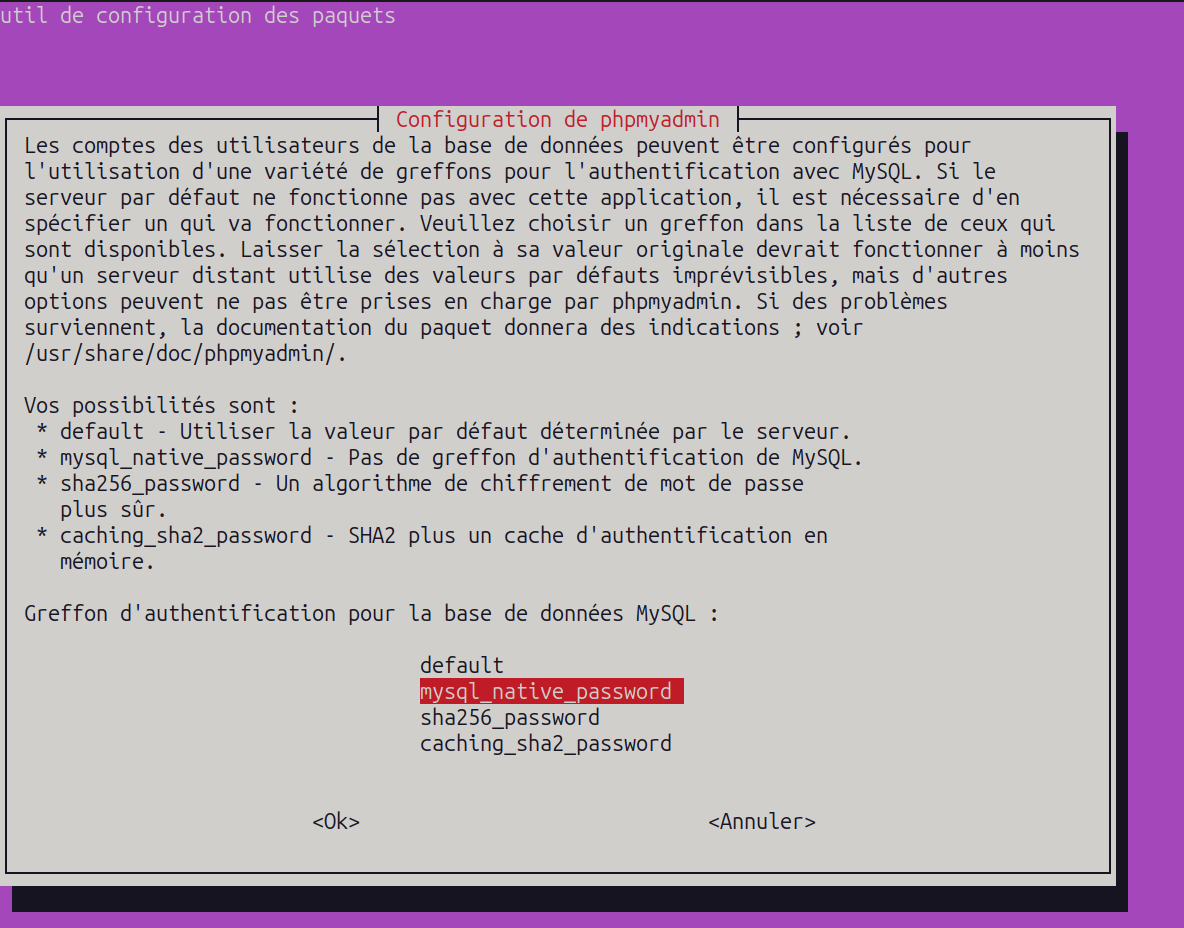 util de configuration des paquets
Configuration de phpmyadmin
Les comptes des utilisateurs de la base de données peuvent être configurés pour
l'utilisation d'une variété de greffons pour l'authentification avec MySQL. Si le
serveur par défaut ne fonctionne pas avec cette application, il est nécessaire d'en
spécifier un qui va fonctionner. Veuillez choisir un greffon dans la liste de ceux qui
sont disponibles. Laisser la sélection à sa valeur originale devrait fonctionner à moins
qu'un serveur distant utilise des valeurs par défauts imprévisibles, mais d'autres
options peuvent ne pas être prises en charge par phpmyadmin. Si des problèmes
surviennent, la documentation du paquet donnera des indications ; voir
/usr/share/doc/phpmyadmin/.
Vos possibilités sont :
* default - Utiliser la valeur par défaut déterminée par le serveur.
* mysql_native_password - Pas de greffon d'authentification de MySQL.
* sha256_password - Un algorithme de chiffrement de mot de passe
plus sûr.
* caching_sha2_password - SHA2 plus un cache d'authentification en
mémoire.
Greffon d'authentification pour la base de données MySQL :
default
mysql_native_password
sha256_password
caching_sha2_password
<Ok> <Annuler>